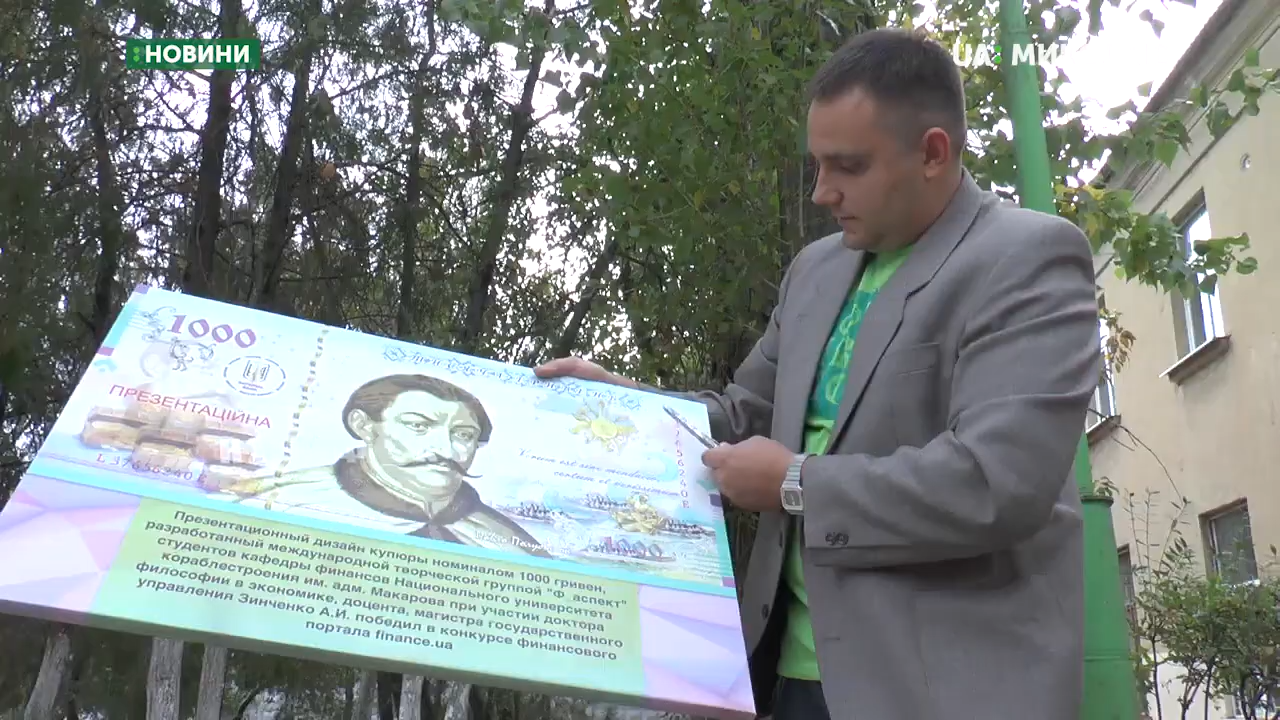 НОВИНИ
UA: МИ
1000
ПРЕЗЕНТАЦІЙНА
Презентационный дизайн купюры номиналом 1000 гривен,
разработанный международной творческой группой "Ф_аспект"
студентов кафедры финансов Национального университета
кораблестроения им. адм. Макарова при участии доктора
философии в экономике, доцента, магистра государственного
управления Зинченко А.И. победил в конкурсе финансового
портала finance.ua
1000